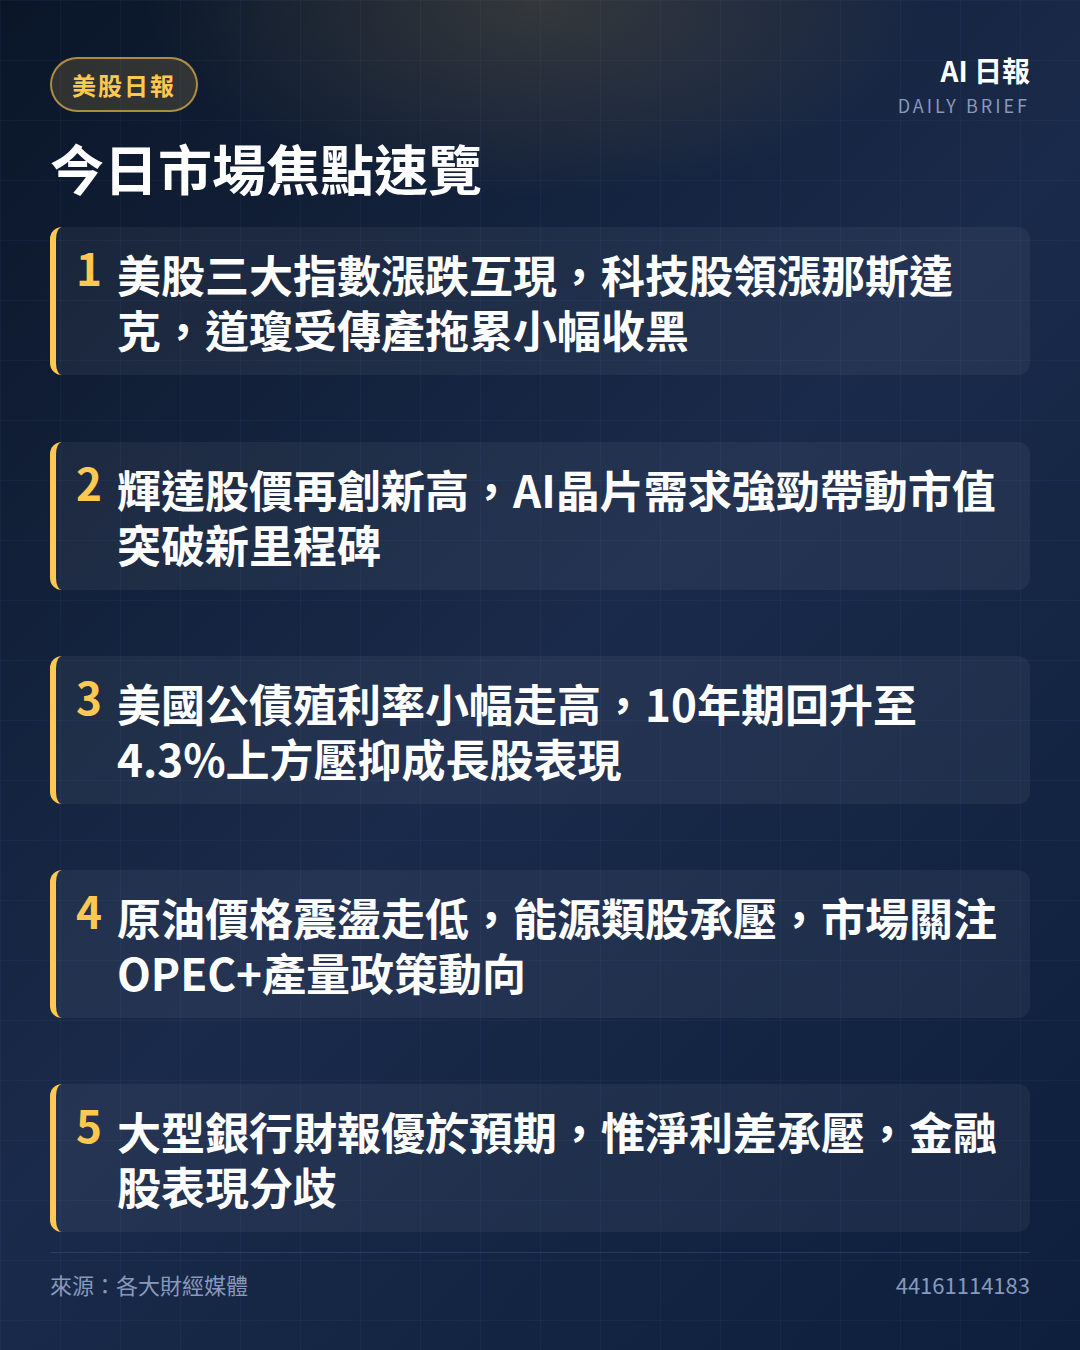 美股日報
AI 日報
DAILY BRIEF
今日市場焦點速覽
1 美股三大指數漲跌互現，科技股領漲那斯達
克，道瓊受傳產拖累小幅收黑
2 輝達股價再創新高，AI晶片需求強勁帶動市值
突破新里程碑
3 美國公債殖利率小幅走高，10年期回升至
4.3%上方壓抑成長股表現
4 原油價格震盪走低，能源類股承壓，市場關注
OPEC+產量政策動向
5 大型銀行財報優於預期，惟淨利差承壓，金融
股表現分歧
來源：各大財經媒體
44161114183